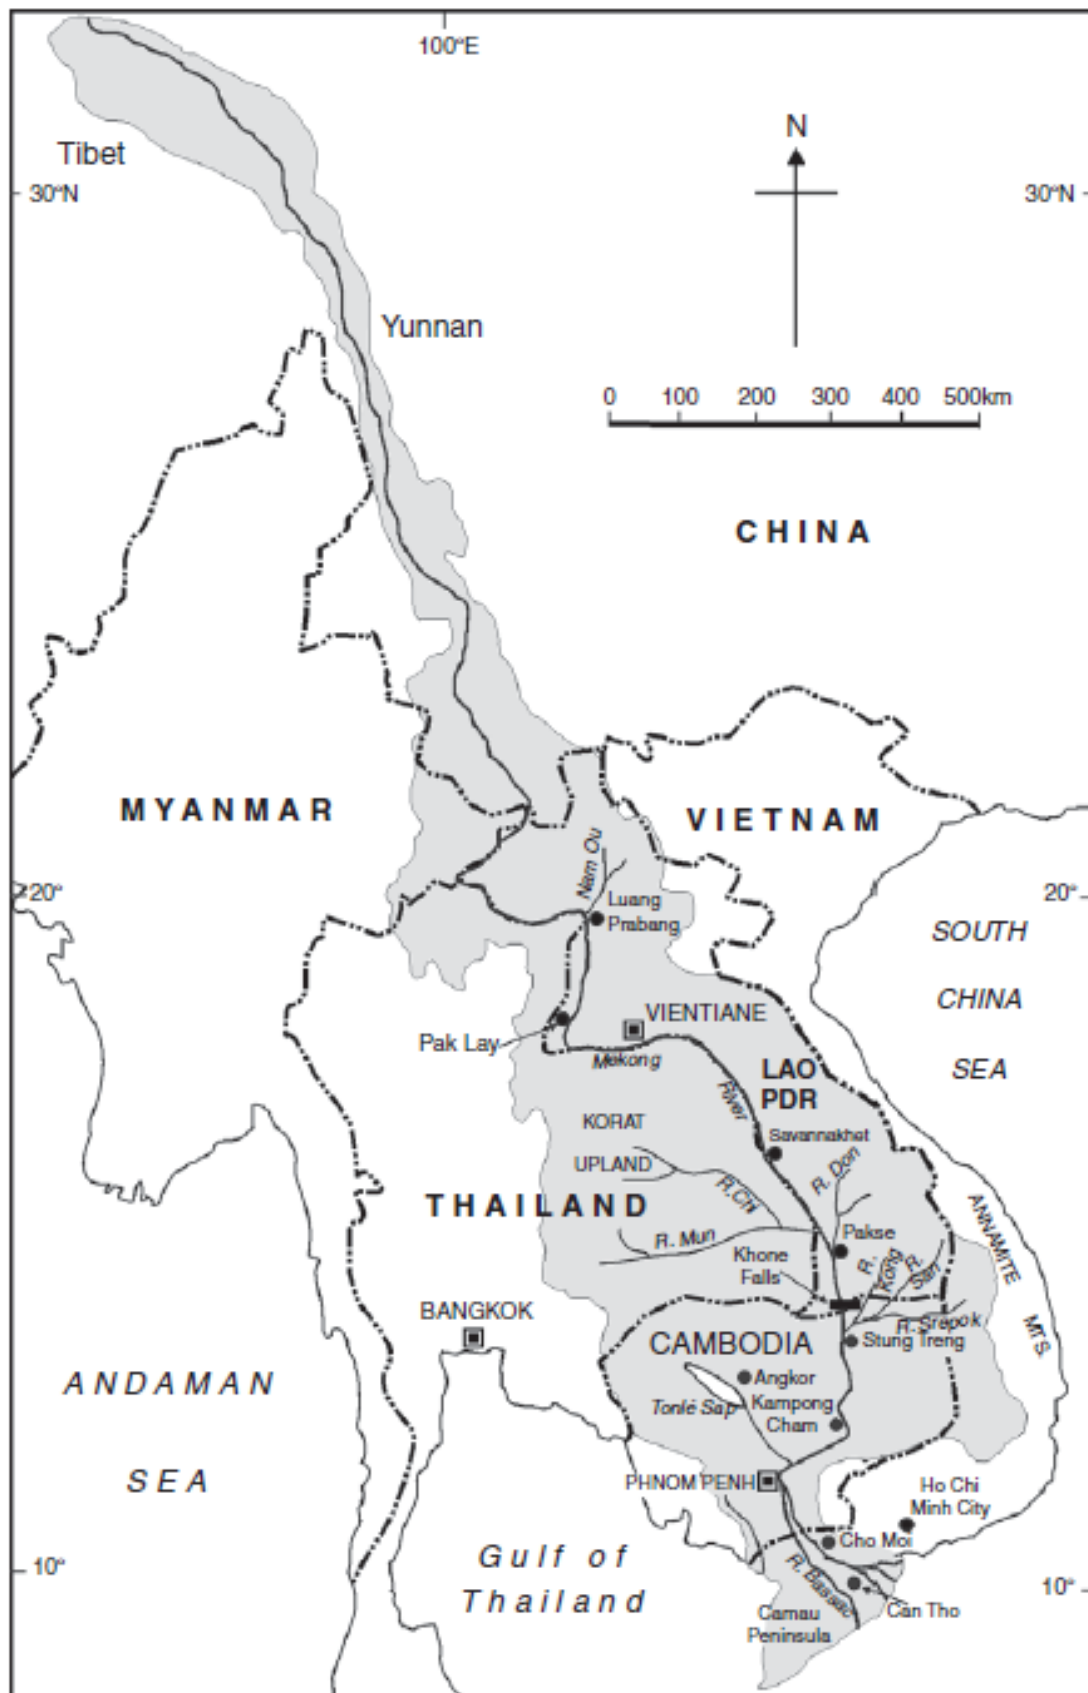 100°E
Tibet
N
30°N
30°N
Yunnan
0 100 220 300 400 500km
CHINA
MYANMAR
VIETNAM
Nam Ou
20°
20°
Luang
Prabang
SOUTH
CHINA
SEA
VIENTIANE
Pak Lay
Mekong
River
LAO
PDR
KORAT
UPLAND
Savannakhet
R. Don
THAILAND
R.Chi
R. Mun
Pakse
ANNAMITE
MTS.
Khone
Falls
R.
Kong
R.
San
BANGKOK
R.Srepok
CAMBODIA
Stung Treng
ANDAMAN
SEA
Angkor
Tonlé Sap
Kampong
Cham
PHNOM PENH
Ho Chi
Minh City
Cho Moi
Gulf of
Thailand
10°
10°
R. Bassac
Can Tho
Camau
Peninsula